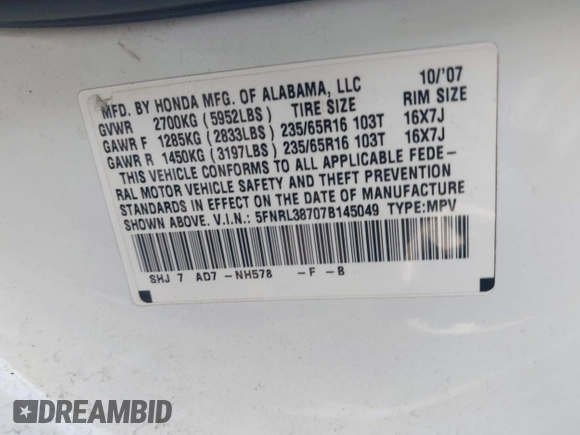 MFD. BY HONDA MFG. OF ALABAMA, LLC 10/'07
GVWR 2700KG (5952LBS) TIRE SIZE RIM SIZE
GAWR F 1285KG (2833LBS) 235/65R16 103T 16X7J
GAWR R 1450KG (3197LBS) 235/65R16 103T 16X7J
THIS VEHICLE CONFORMS TO ALL APPLICABLE FEDE-
RAL MOTOR VEHICLE SAFETY AND THEFT PREVENTION
STANDARDS IN EFFECT ON THE DATE OF MANUFACTURE
SHOWN ABOVE. V.I.N.: 5FNRL38707B145049 TYPE:MPV
SHJ 7 AD7-NH578 -F-B
DREAMBID